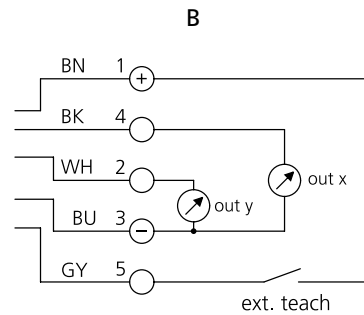 B
BN 1 +
BK 4
WH 2
out x
out y
BU 3 −
GY 5
ext. teach